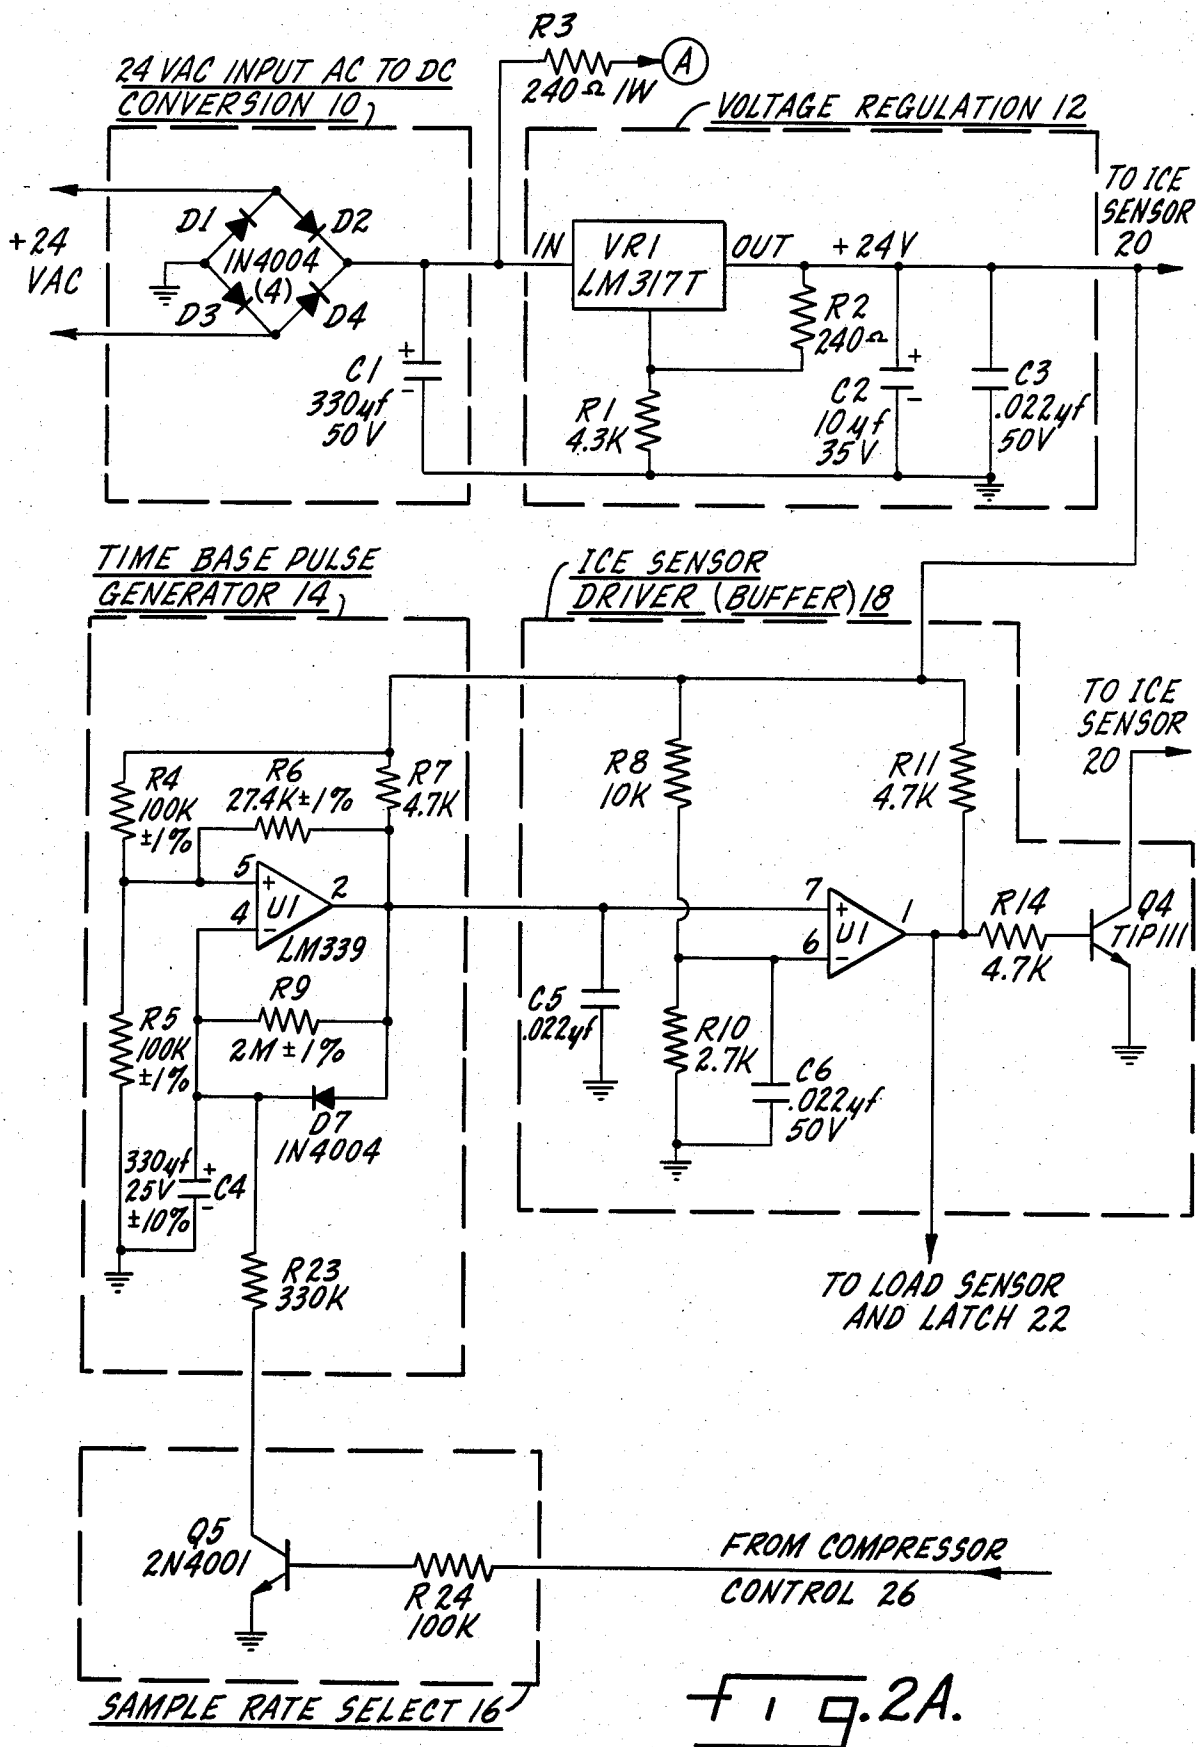 R3
240Ω 1W
A
24 VAC INPUT AC TO DC
CONVERSION 10
VOLTAGE REGULATION 12
TO ICE
SENSOR
20
+24
VAC
D1
D2
1N4004
(4)
D3
D4
IN
VR1
LM317T
OUT
+24V
R2
240Ω
C1
330μf
50V
+
-
R1
4.3K
C2
10μf
35V
+
-
C3
.022μf
50V
TIME BASE PULSE
GENERATOR 14
ICE SENSOR
DRIVER (BUFFER) 18
TO ICE
SENSOR
20
R4
100K
±1%
R6
27.4K±1%
R7
4.7K
R8
10K
R11
4.7K
5
+
4
-
U1
2
LM339
7
+
6
-
U1
1
R14
4.7K
Q4
TIP111
R5
100K
±1%
R9
2M±1%
C5
.022μf
R10
2.7K
C6
.022μf
50V
D7
1N4004
330μf
25V
±10%
+
-
C4
R23
330K
TO LOAD SENSOR
AND LATCH 22
Q5
2N4001
R24
100K
FROM COMPRESSOR
CONTROL 26
SAMPLE RATE SELECT 16
Fig. 2A.